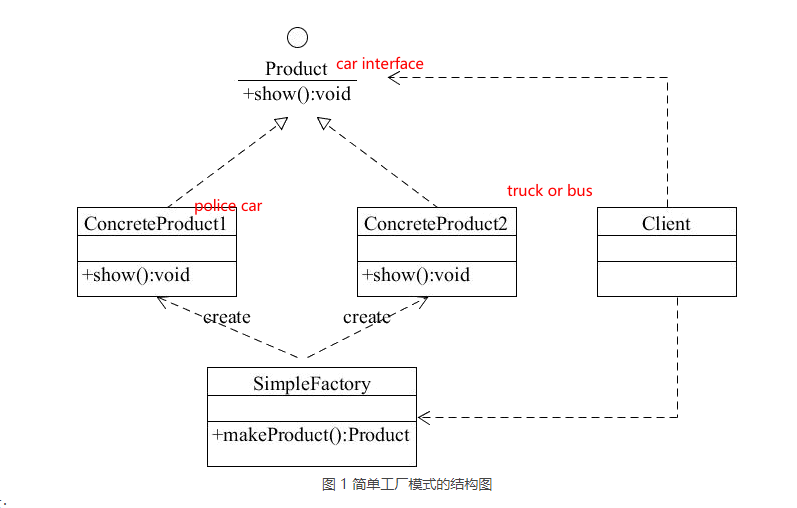 Product
car interface
+show():void
police car
truck or bus
ConcreteProduct1
ConcreteProduct2
Client
+show():void
+show():void
create
create
SimpleFactory
+makeProduct():Product
图 1 简单工厂模式的结构图